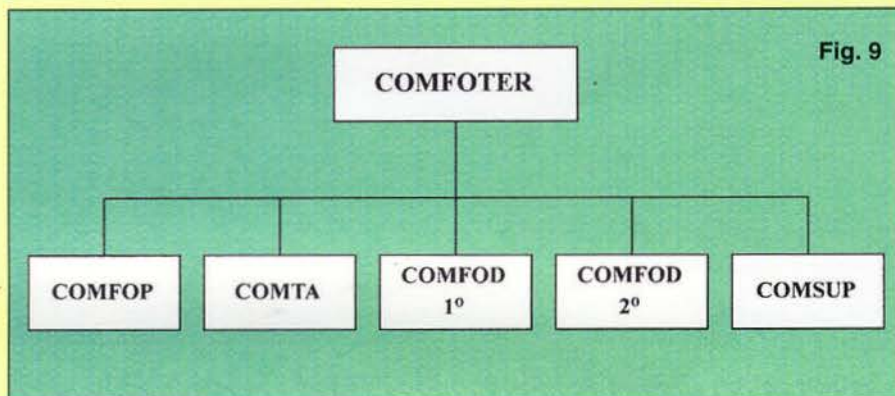 Fig. 9
COMFOTER
COMFOP
COMTA
COMFOD
1º
COMFOD
2º
COMSUP